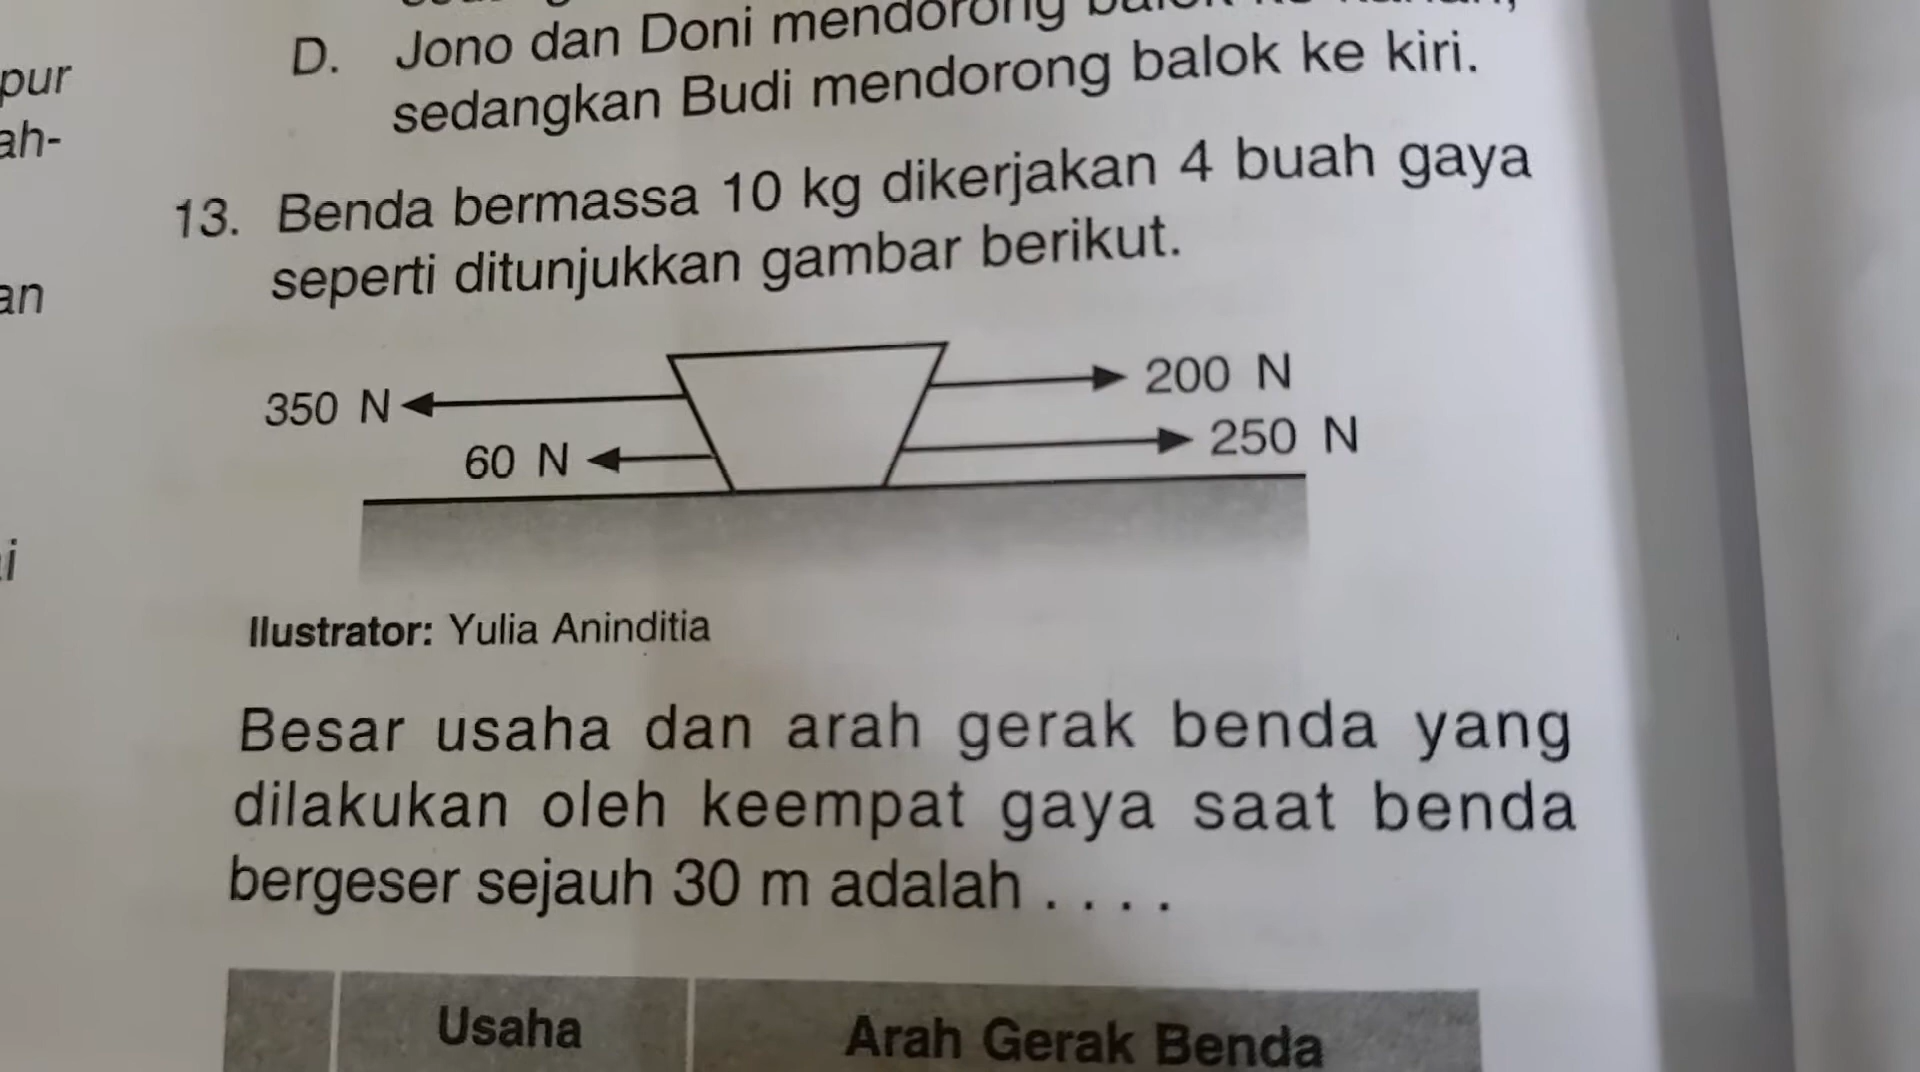 pur
ah-
an
D. Jono dan Doni mendorong
sedangkan Budi mendorong balok ke kiri.
13. Benda bermassa 10 kg dikerjakan 4 buah gaya
seperti ditunjukkan gambar berikut.
350 N
200 N
60 N
250 N
Ilustrator: Yulia Aninditia
Besar usaha dan arah gerak benda yang
dilakukan oleh keempat gaya saat benda
bergeser sejauh 30 m adalah . . . .
Usaha
Arah Gerak Benda